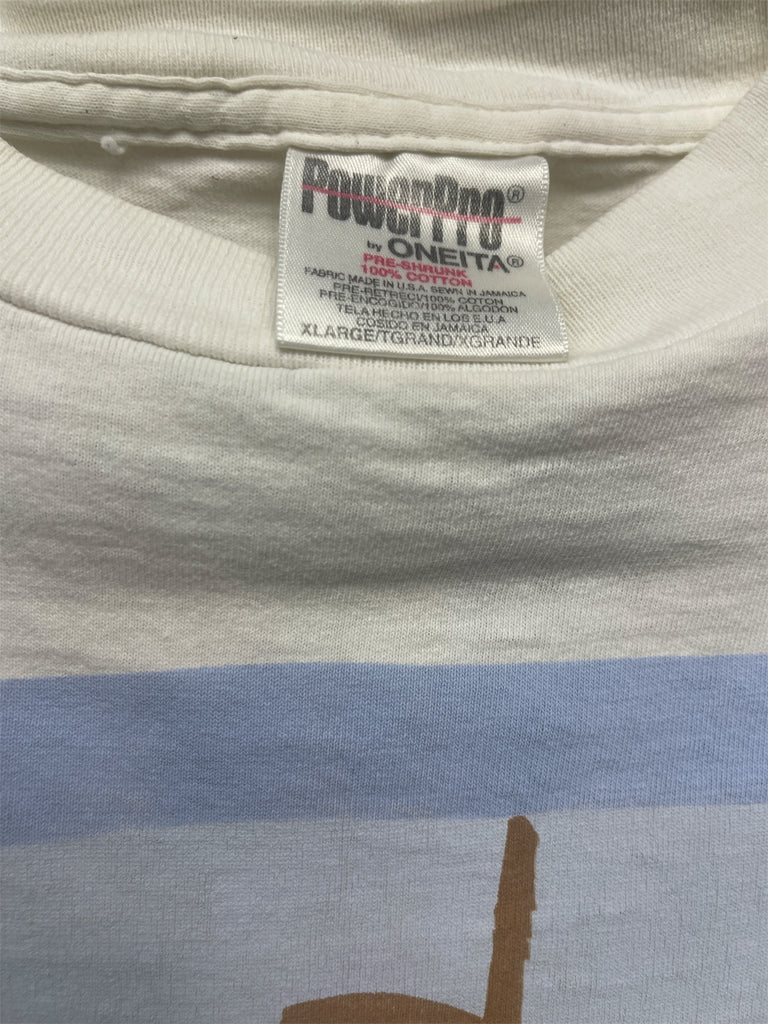 PowerPro®
by ONEITA®
PRE-SHRUNK
100% COTTON
FABRIC MADE IN U.S.A. SEWN IN JAMAICA
PRE-RETRECI/100% COTON
PRE-ENCOGIDO/100% ALGODON
TELA HECHO EN LOS E.U.A
COSIDO EN JAMAICA
XLARGE/TGRAND/XGRANDE